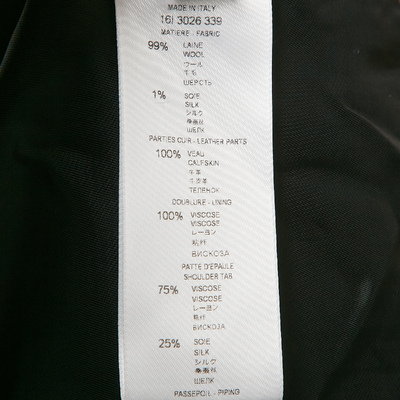 MADE IN ITALY
16I 3026 339
MATIERE - FABRIC
99% LAINE
WOOL
ウール
羊毛
ШЕРСТЬ
1% SOIE
SILK
シルク
桑蚕丝
ШЕЛК
PARTIES CUIR - LEATHER PARTS
100% VEAU
CALFSKIN
牛革
牛皮革
ТЕЛЕНОК
DOUBLURE - LINING
100% VISCOSE
VISCOSE
レーヨン
粘纤
ВИСКОЗА
PATTE D'EPAULE
SHOULDER TAB
75% VISCOSE
VISCOSE
レーヨン
粘纤
ВИСКОЗА
25% SOIE
SILK
シルク
桑蚕丝
ШЕЛК
PASSEPOIL - PIPING